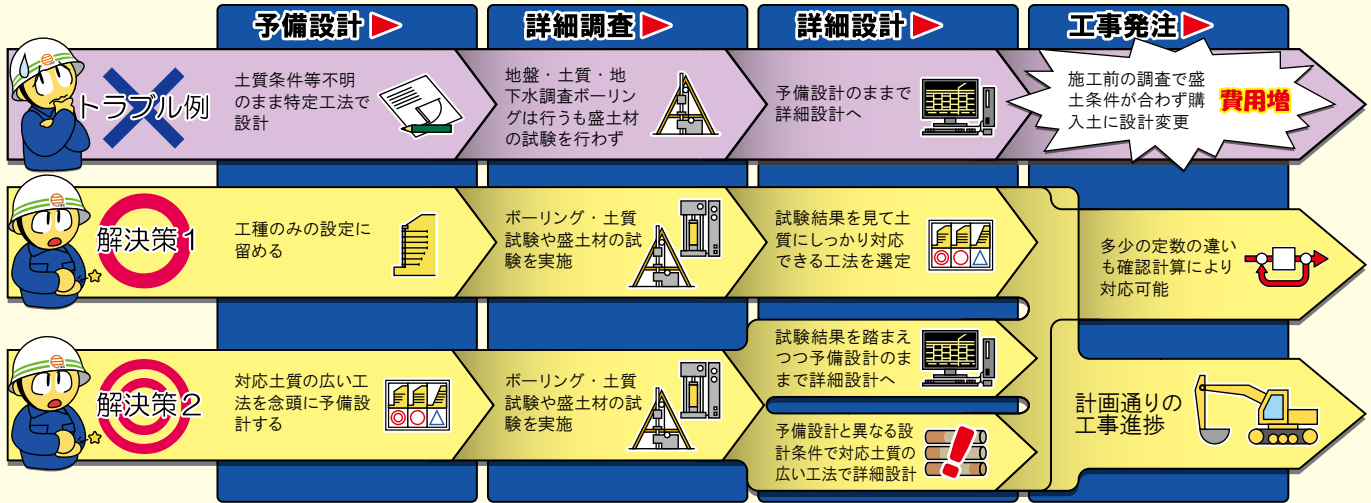 予備設計▶
詳細調査▶
詳細設計▶
工事発注▶
トラブル例
土質条件等不明
のまま特定工法で
設計
地盤・土質・地
下水調査ボーリン
グは行うも盛土材
の試験を行わず
予備設計のままで
詳細設計へ
施工前の調査で盛
土条件が合わず購
入土に設計変更
費用増
解決策1
工種のみの設定に
留める
ボーリング・土質
試験や盛土材の試
験を実施
試験結果を見て土
質にしっかり対応
できる工法を選定
多少の定数の違い
も確認計算により
対応可能
解決策2
対応土質の広い工
法を念頭に予備設
計する
ボーリング・土質
試験や盛土材の試
験を実施
試験結果を踏まえ
つつ予備設計のま
まで詳細設計へ
予備設計と異なる設
計条件で対応土質の
広い工法で詳細設計
計画通りの
工事進捗